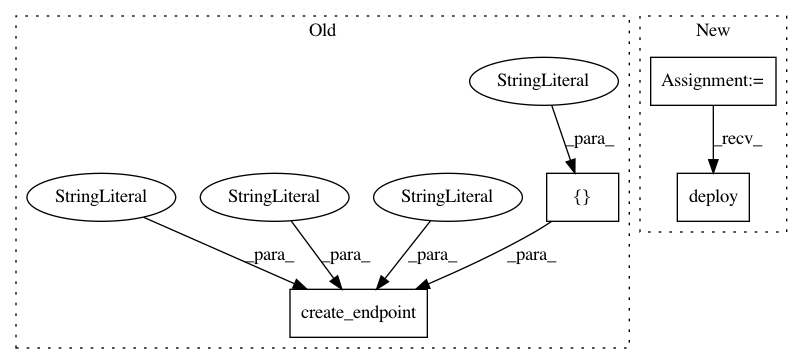 Old
New
StringLiteral
Assignment:=
_para_
_recv_
StringLiteral
StringLiteral
StringLiteral
{}
deploy
_para_
_para_
_para_
_para_
create_endpoint